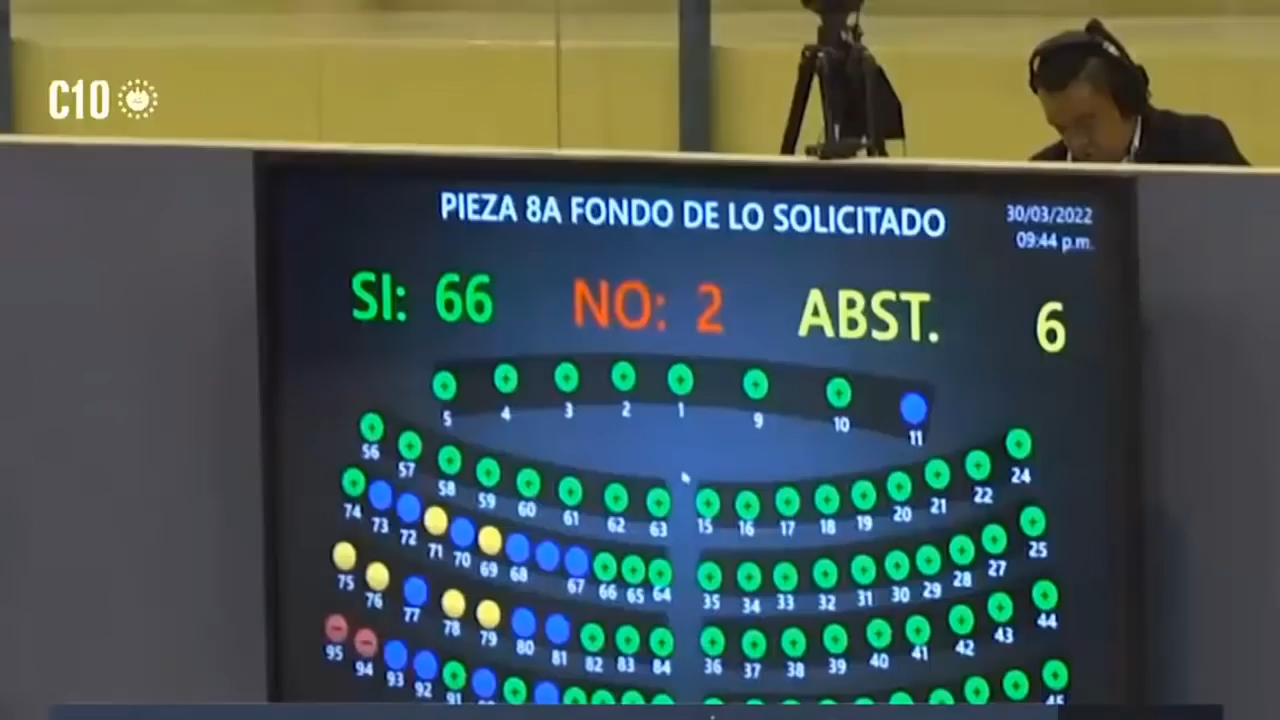 C10
PIEZA 8A FONDO DE LO SOLICITADO
30/03/2022
09:44 p.m.
SI: 66 NO: 2 ABST. 6
5 4 3 2 1 9 10 11
56 57 58 59 60 61 62 63 15 16 17 18 19 20 21 22 24
74 73 72 71 70 69 68 67 66 65 64 35 34 33 32 31 30 29 28 27 25
75 76 77 78 79 80 81 82 83 84 36 37 38 39 40 41 42 43 44
95 94 93 92 91